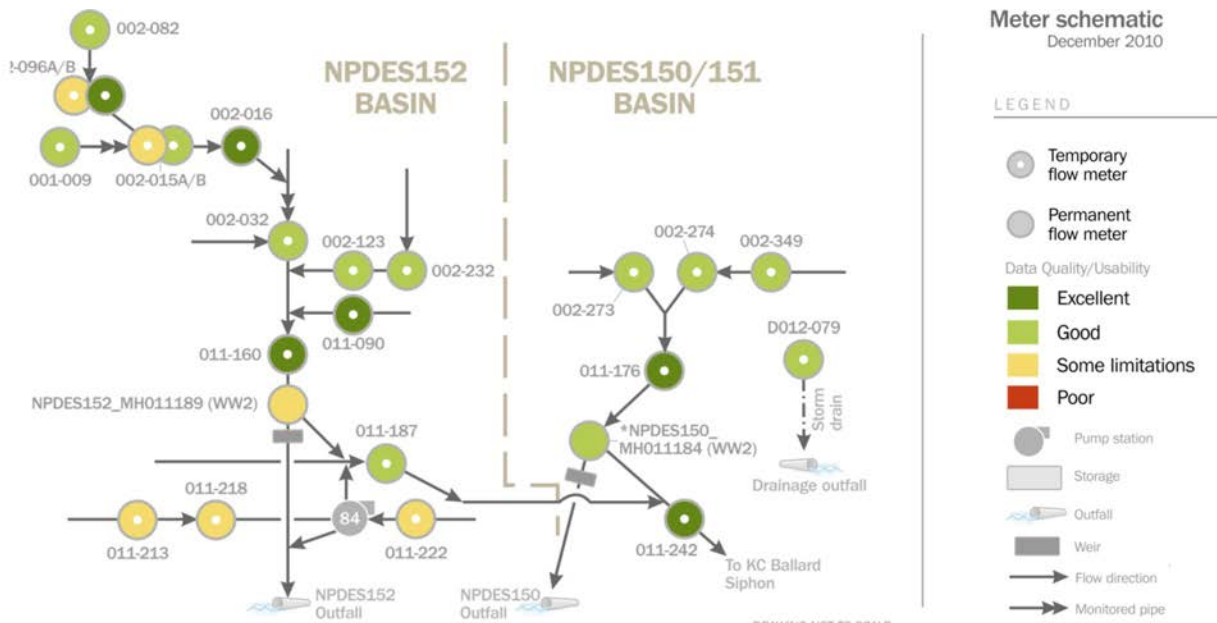 Meter schematic
December 2010
002-082
2-096A/B
NPDES152
BASIN
NPDES150/151
BASIN
002-016
001-009
002-015A/B
002-032
002-123
002-232
002-274
002-349
002-273
011-090
D012-079
011-160
011-176
NPDES152_MH011189 (WW2)
011-187
*NPDES150_
MH011184 (WW2)
Storm
drain
Drainage outfall
011-218
84
011-213
011-222
011-242
To KC Ballard
Siphon
NPDES152
Outfall
NPDES150
Outfall
LEGEND
Temporary
flow meter
Permanent
flow meter
Data Quality/Usability
Excellent
Good
Some limitations
Poor
Pump station
Storage
Outfall
Weir
Flow direction
Monitored pipe